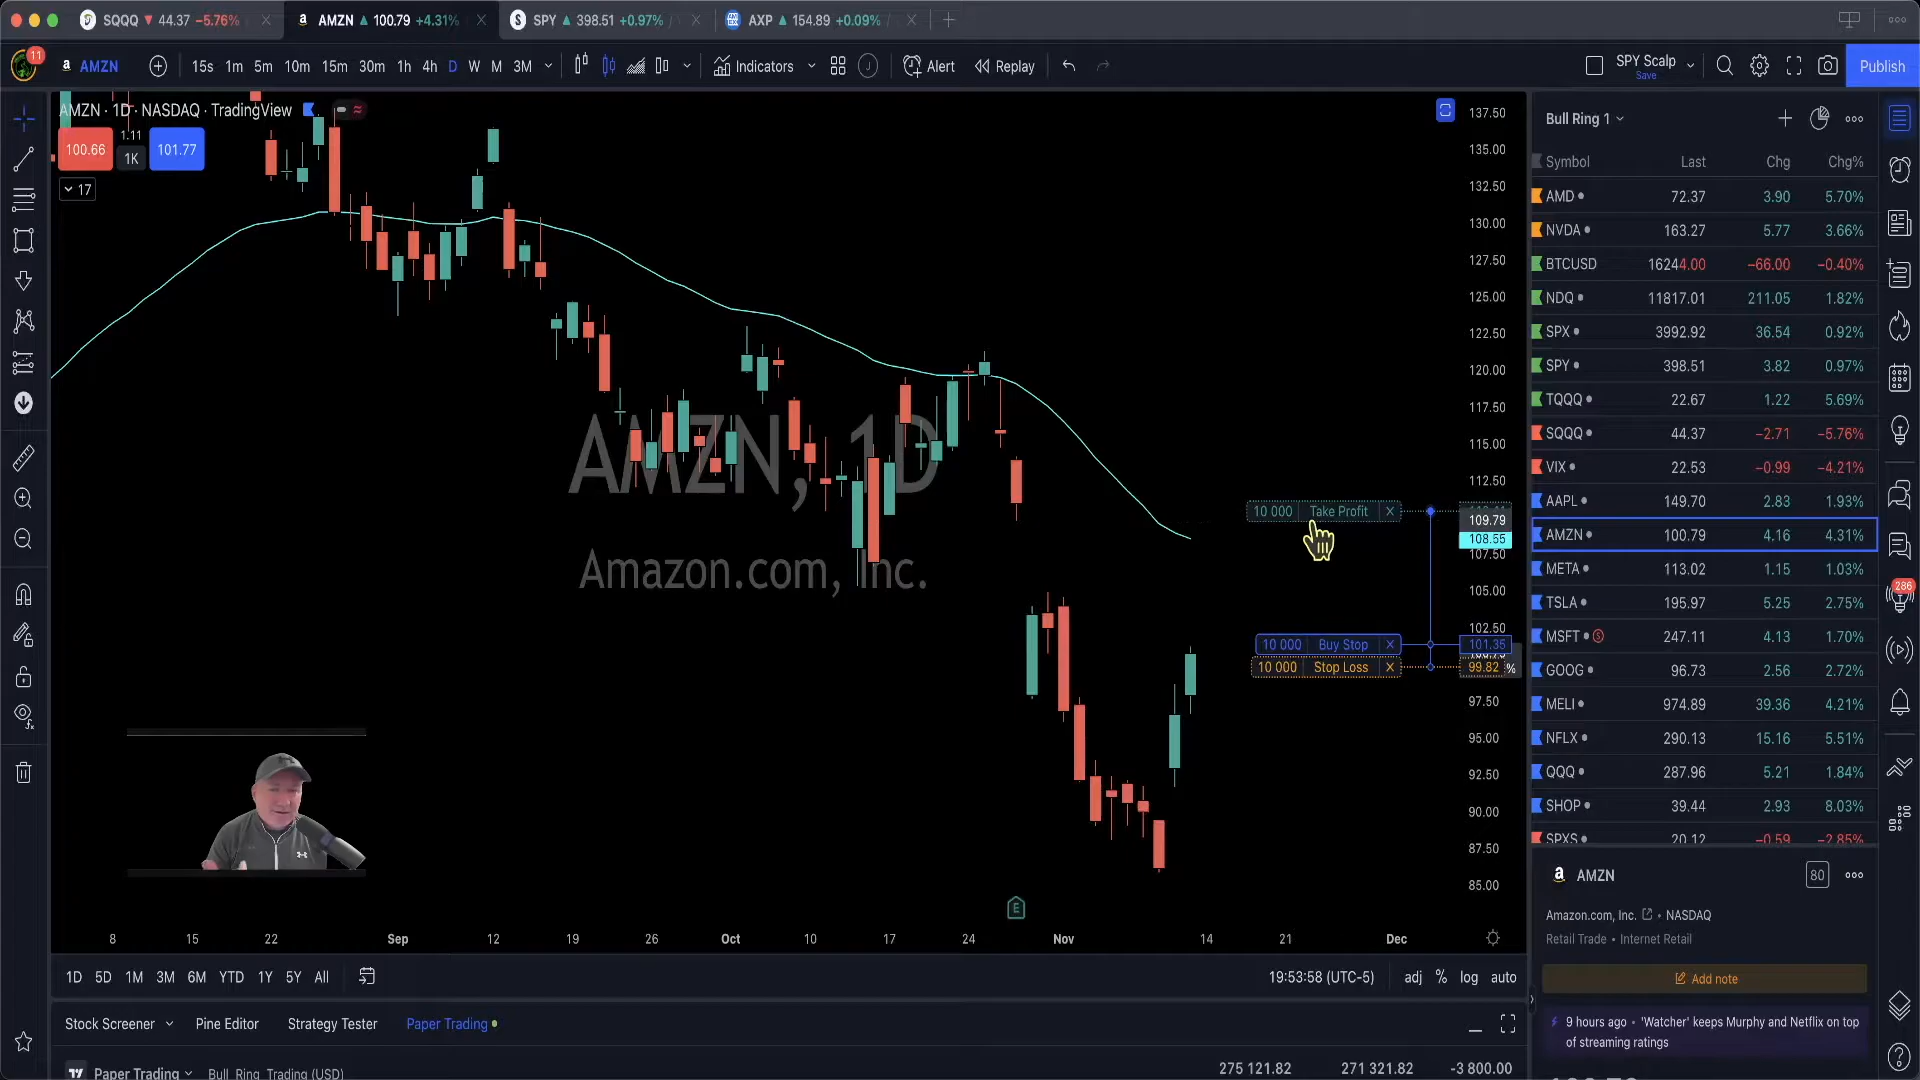 SQQQ ▼ 44.37 −5.76% AMZN ▲ 100.79 +4.31% SPY ▲ 398.51 +0.97% / AXP ▲ 154.89 +0.09% /
11 AMZN 15s 1m 5m 10m 15m 30m 1h 4h D W M 3M Indicators J Alert Replay SPY Scalp Save Publish
AMZN · 1D · NASDAQ · TradingView
100.66 1.11 1K 101.77
17
AMZN, 1D
Amazon.com, Inc.
10 000 Take Profit
10 000 Buy Stop
10 000 Stop Loss
137.50
135.00
132.50
130.00
127.50
125.00
122.50
120.00
117.50
115.00
112.50
109.79
108.55
107.50
105.00
102.50
101.35
99.82 %
97.50
95.00
92.50
90.00
87.50
85.00
E
8 15 22 Sep 12 19 26 Oct 10 17 24 Nov 14 21 Dec
1D 5D 1M 3M 6M YTD 1Y 5Y All 19:53:58 (UTC-5) adj % log auto
Stock Screener Pine Editor Strategy Tester Paper Trading
Paper Trading Bull_Ring_Trading (USD) 275 121.82 271 321.82 -3 800.00
Bull Ring 1
Symbol Last Chg Chg%
AMD 72.37 3.90 5.70%
NVDA 163.27 5.77 3.66%
BTCUSD 16244.00 −66.00 −0.40%
NDQ 11817.01 211.05 1.82%
SPX 3992.92 36.54 0.92%
SPY 398.51 3.82 0.97%
TQQQ 22.67 1.22 5.69%
SQQQ 44.37 −2.71 −5.76%
VIX 22.53 −0.99 −4.21%
AAPL 149.70 2.83 1.93%
AMZN 100.79 4.16 4.31%
META 113.02 1.15 1.03%
TSLA 195.97 5.25 2.75%
MSFT 247.11 4.13 1.70%
GOOG 96.73 2.56 2.72%
MELI 974.89 39.36 4.21%
NFLX 290.13 15.16 5.51%
QQQ 287.96 5.21 1.84%
SHOP 39.44 2.93 8.03%
SPXS 20.12 −0.59 −2.85%
AMZN 80
Amazon.com, Inc. • NASDAQ
Retail Trade • Internet Retail
Add note
9 hours ago • 'Watcher' keeps Murphy and Netflix on top
of streaming ratings
286